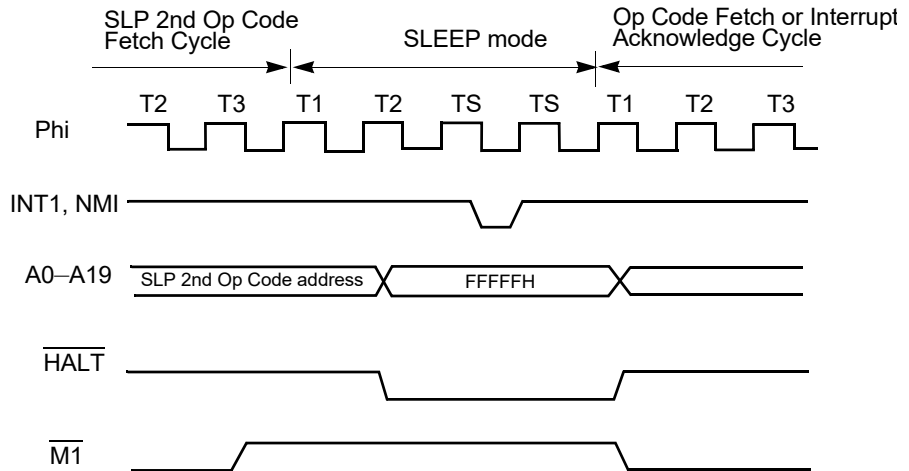 SLP 2nd Op Code
Fetch Cycle
SLEEP mode
Op Code Fetch or Interrupt
Acknowledge Cycle
T2 T3 T1 T2 TS TS T1 T2 T3
Phi
INT1, NMI
A0–A19 SLP 2nd Op Code address FFFFFH
HALT
M1